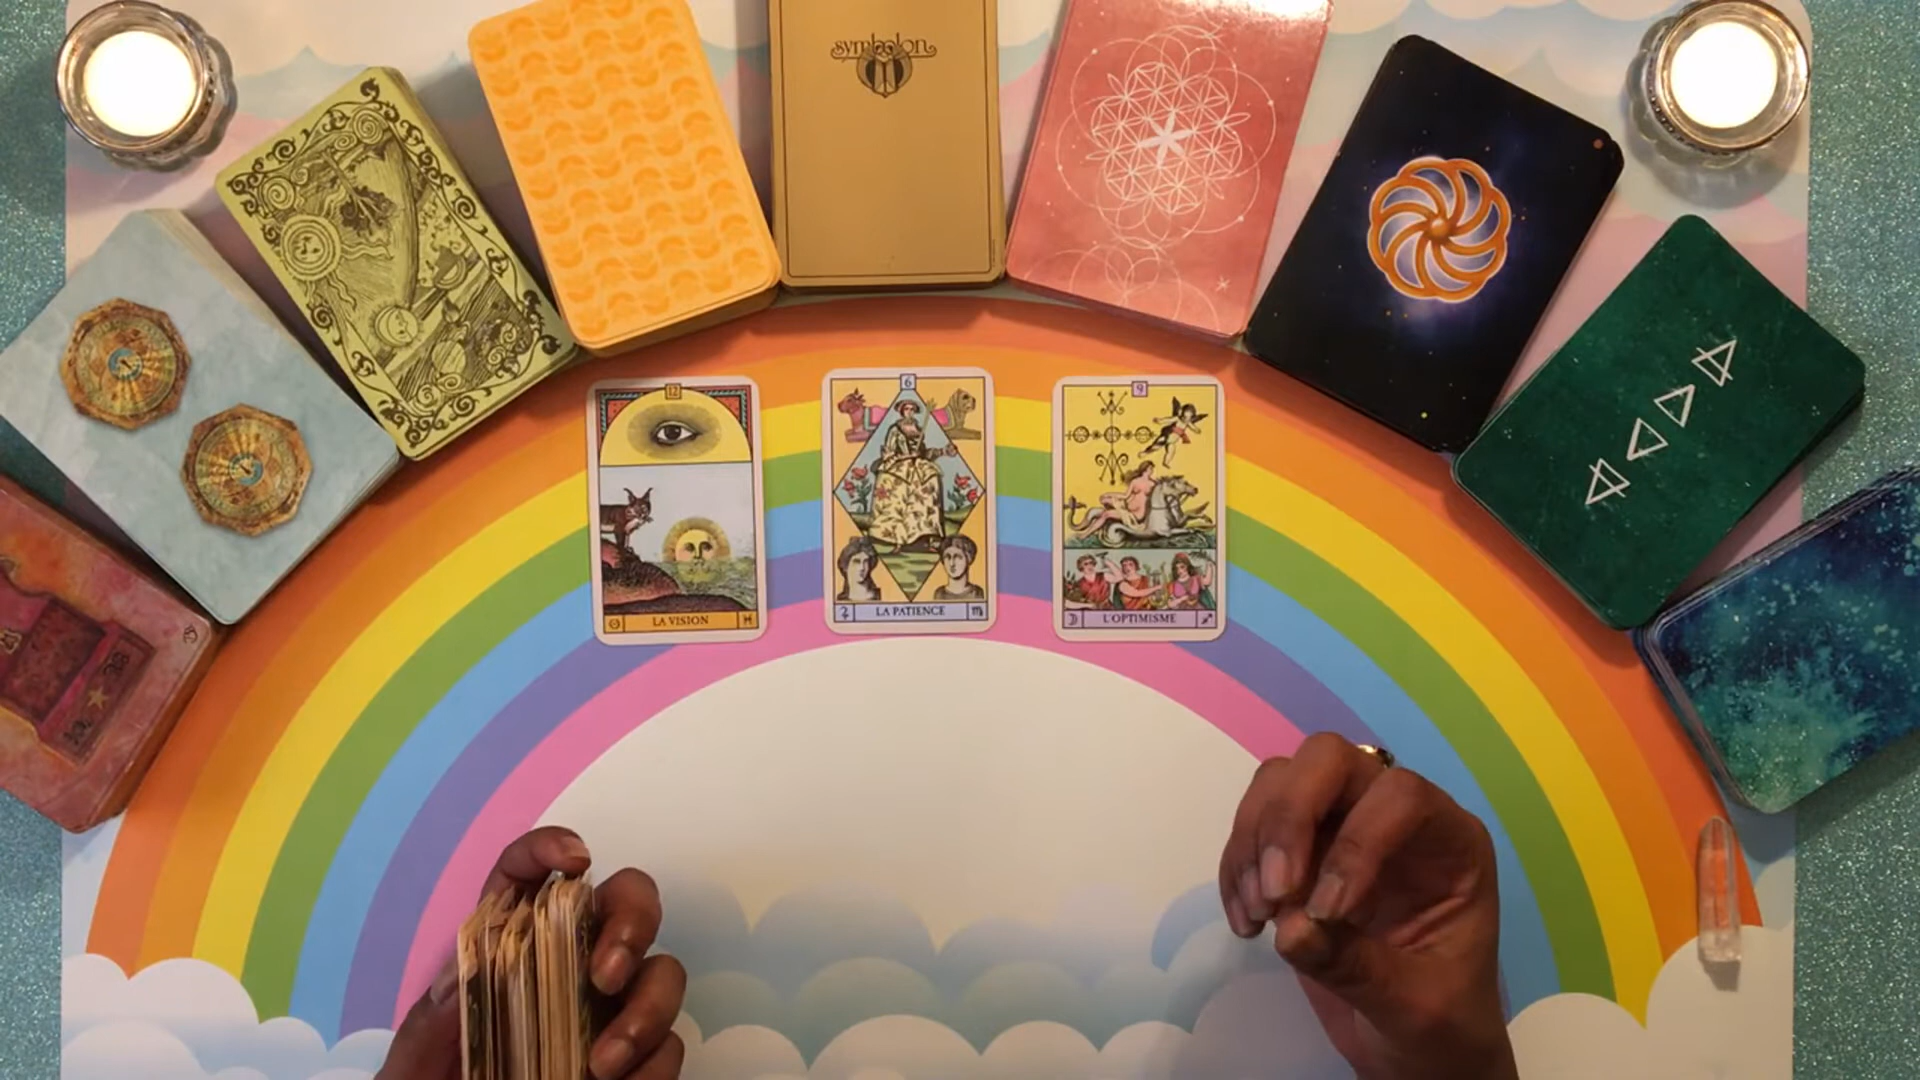 symbolon
12
LA VISION
6
LA PATIENCE
9
L'OPTIMISME